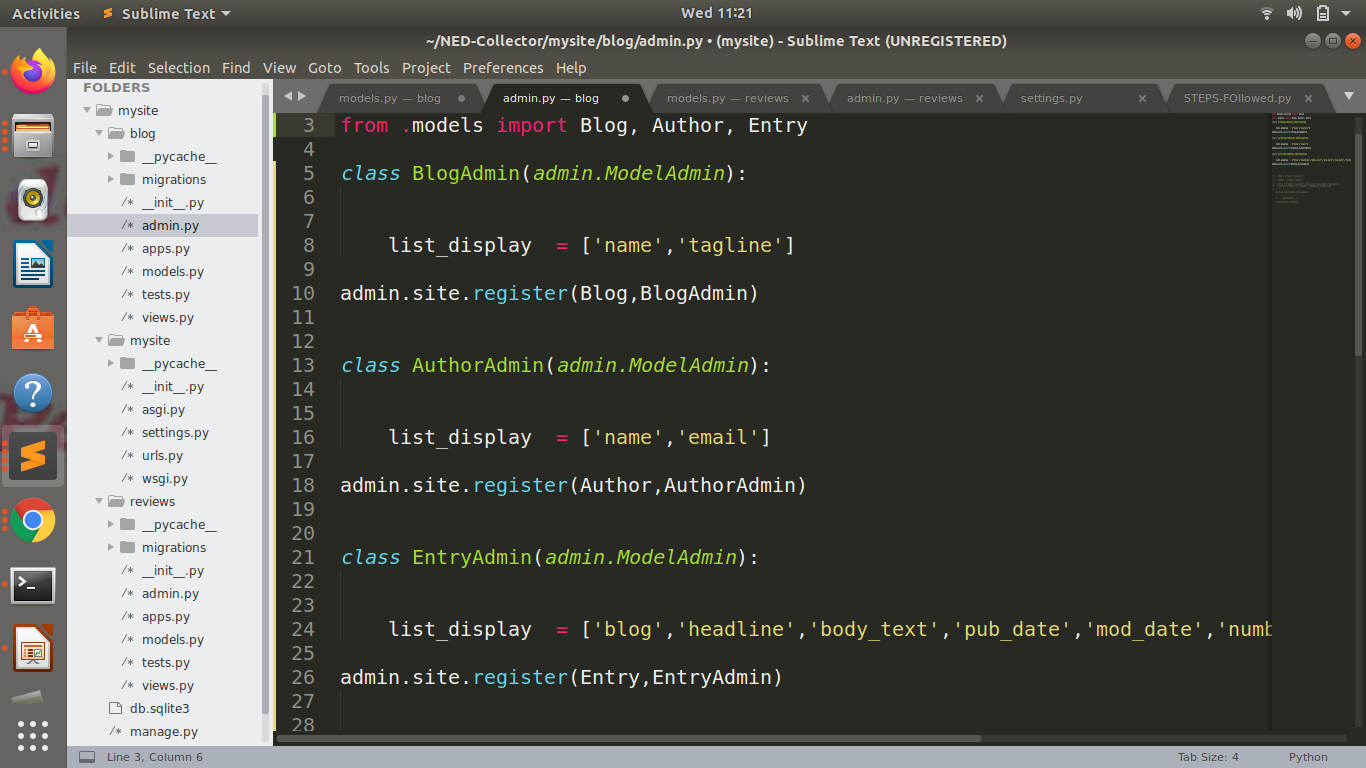 Activities Sublime Text Wed 11:21
~/NED-Collector/mysite/blog/admin.py • (mysite) - Sublime Text (UNREGISTERED)
File Edit Selection Find View Goto Tools Project Preferences Help
FOLDERS
mysite
blog
__pycache__
migrations
/* __init__.py
/* admin.py
/* apps.py
/* models.py
/* tests.py
/* views.py
mysite
__pycache__
/* __init__.py
/* asgi.py
/* settings.py
/* urls.py
/* wsgi.py
reviews
__pycache__
migrations
/* __init__.py
/* admin.py
/* apps.py
/* models.py
/* tests.py
/* views.py
db.sqlite3
/* manage.py
models.py — blog admin.py — blog models.py — reviews admin.py — reviews settings.py STEPS-FOllowed.py
3 from .models import Blog, Author, Entry
4
5 class BlogAdmin(admin.ModelAdmin):
6
7
8 list_display = ['name','tagline']
9
10 admin.site.register(Blog,BlogAdmin)
11
12
13 class AuthorAdmin(admin.ModelAdmin):
14
15
16 list_display = ['name','email']
17
18 admin.site.register(Author,AuthorAdmin)
19
20
21 class EntryAdmin(admin.ModelAdmin):
22
23
24 list_display = ['blog','headline','body_text','pub_date','mod_date','numb
25
26 admin.site.register(Entry,EntryAdmin)
27
28
Line 3, Column 6 Tab Size: 4 Python